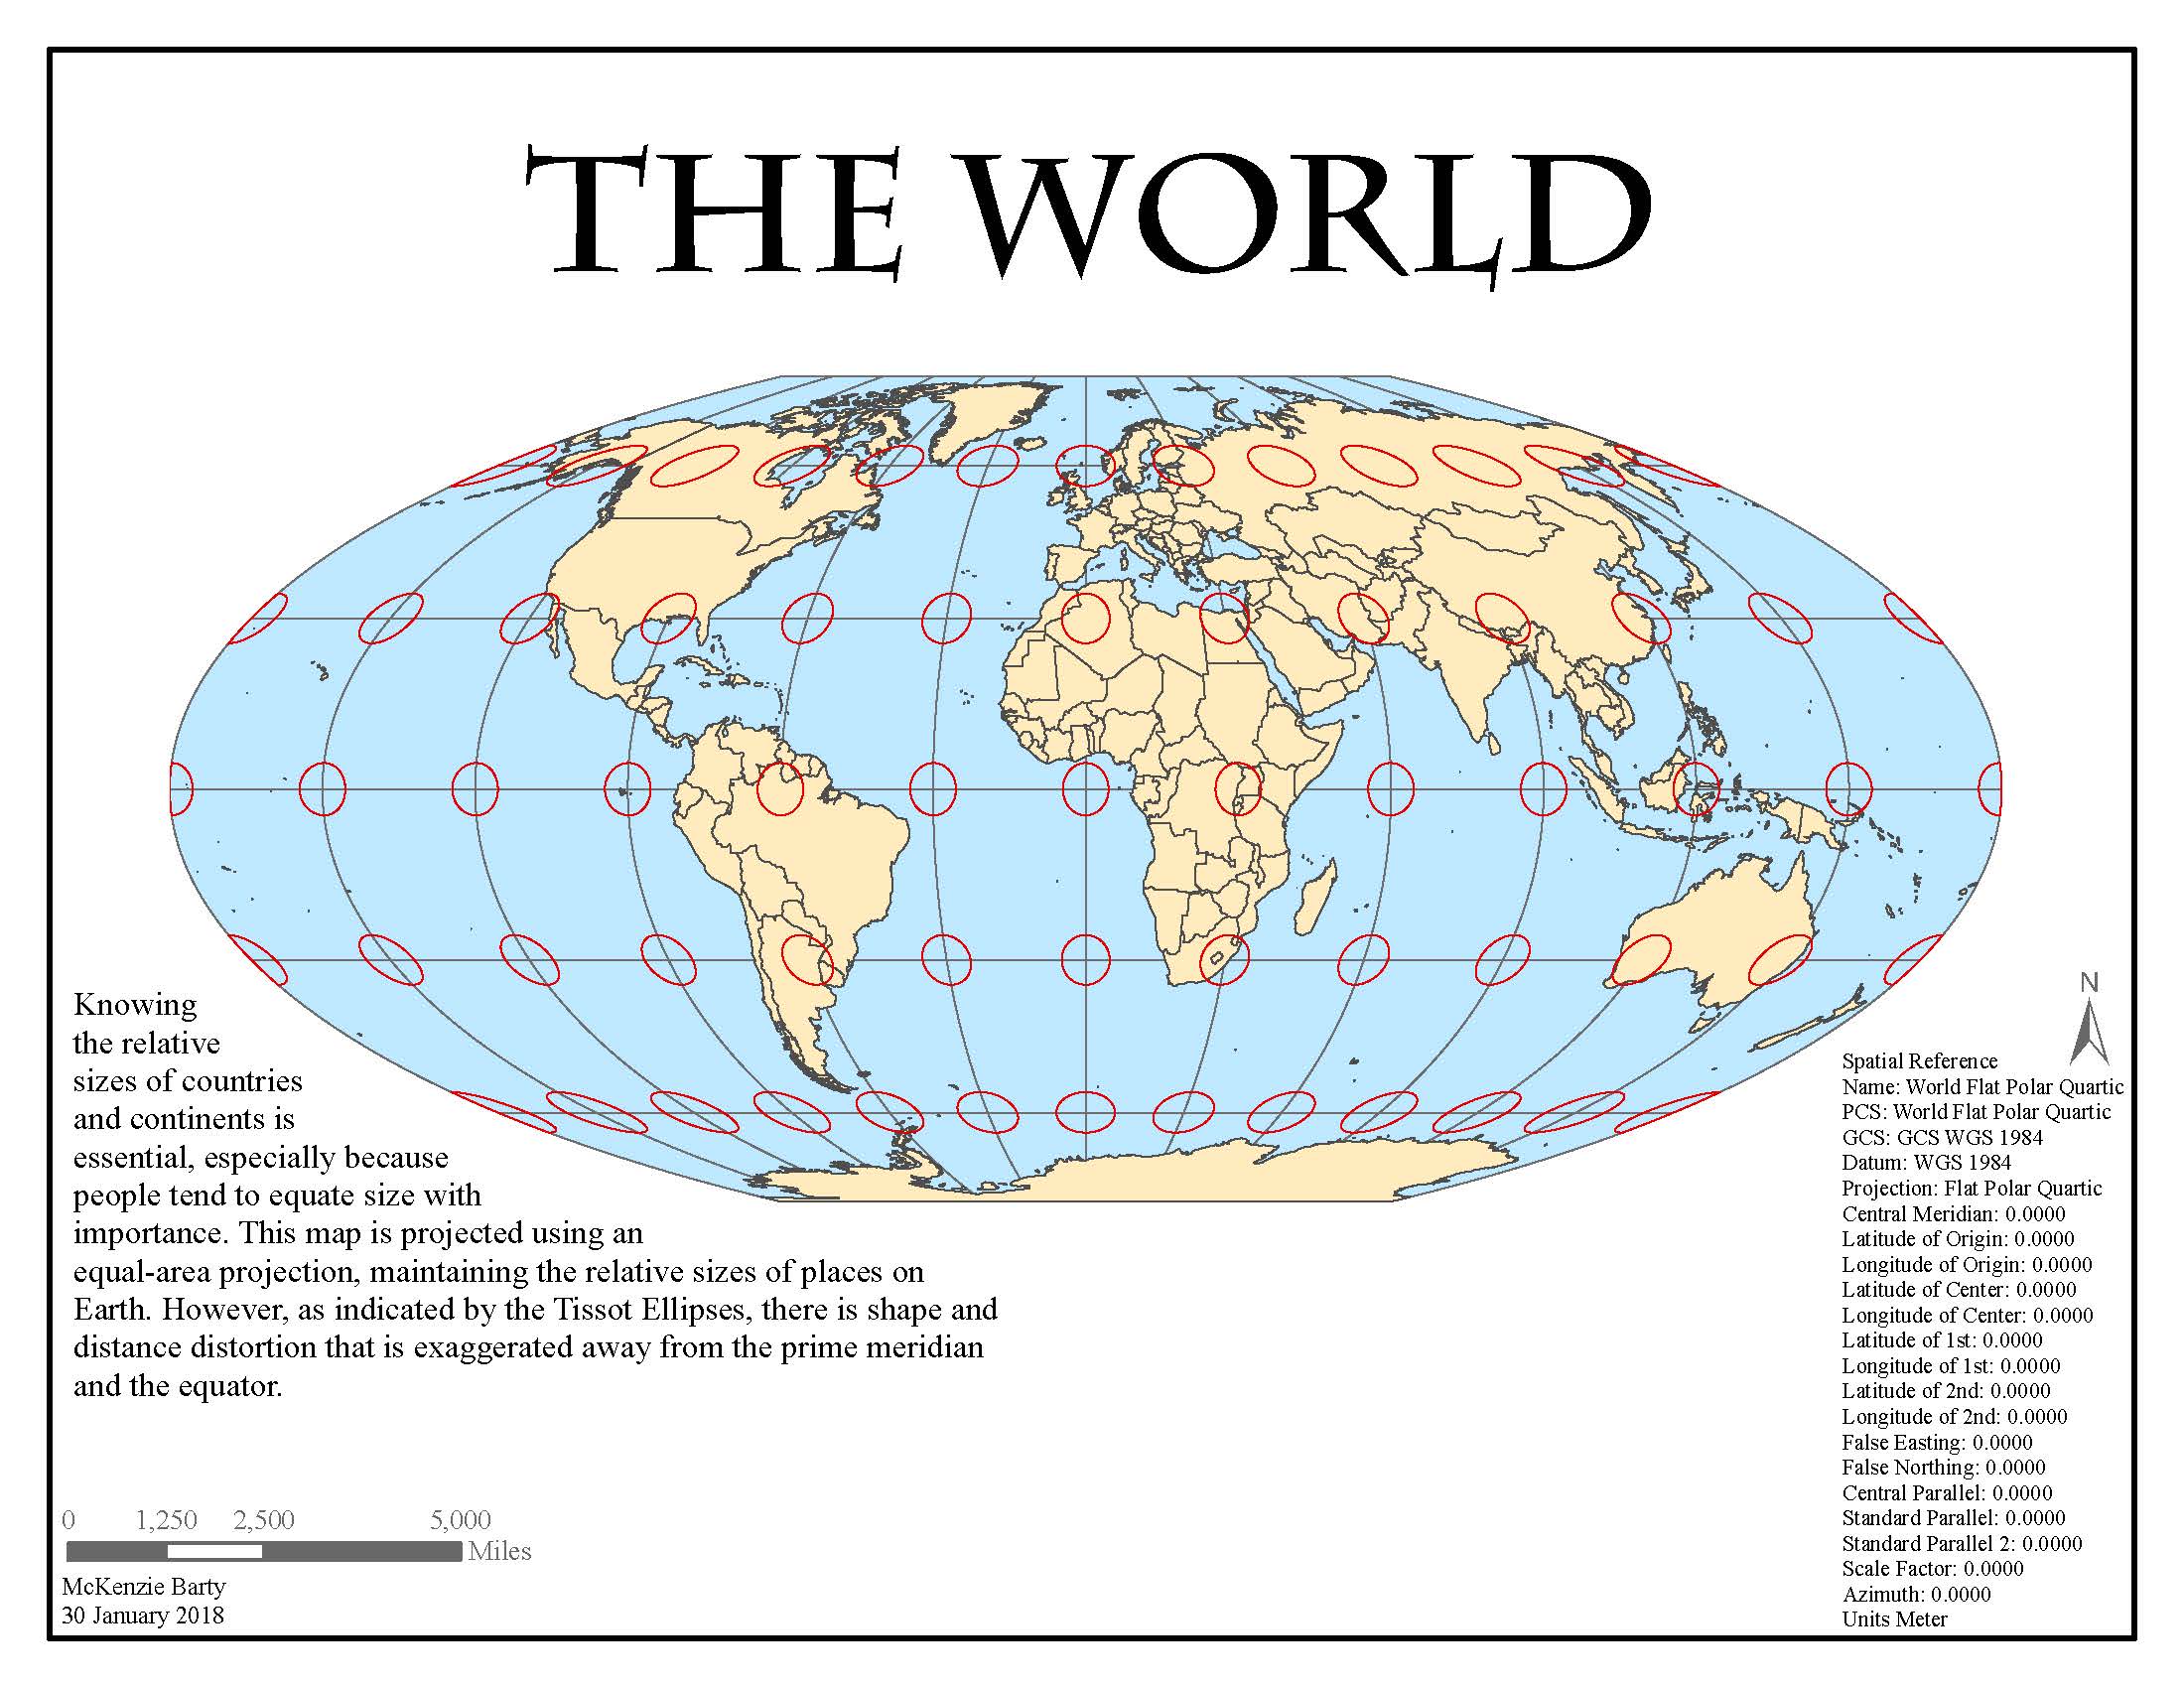 THE WORLD
Knowing
the relative
sizes of countries
and continents is
essential, especially because
people tend to equate size with
importance. This map is projected using an
equal-area projection, maintaining the relative sizes of places on
Earth. However, as indicated by the Tissot Ellipses, there is shape and
distance distortion that is exaggerated away from the prime meridian
and the equator.
N
Spatial Reference
Name: World Flat Polar Quartic
PCS: World Flat Polar Quartic
GCS: GCS WGS 1984
Datum: WGS 1984
Projection: Flat Polar Quartic
Central Meridian: 0.0000
Latitude of Origin: 0.0000
Longitude of Origin: 0.0000
Latitude of Center: 0.0000
Longitude of Center: 0.0000
Latitude of 1st: 0.0000
Longitude of 1st: 0.0000
Latitude of 2nd: 0.0000
Longitude of 2nd: 0.0000
False Easting: 0.0000
False Northing: 0.0000
Central Parallel: 0.0000
Standard Parallel: 0.0000
Standard Parallel 2: 0.0000
Scale Factor: 0.0000
Azimuth: 0.0000
Units Meter
0 1,250 2,500 5,000
Miles
McKenzie Barty
30 January 2018